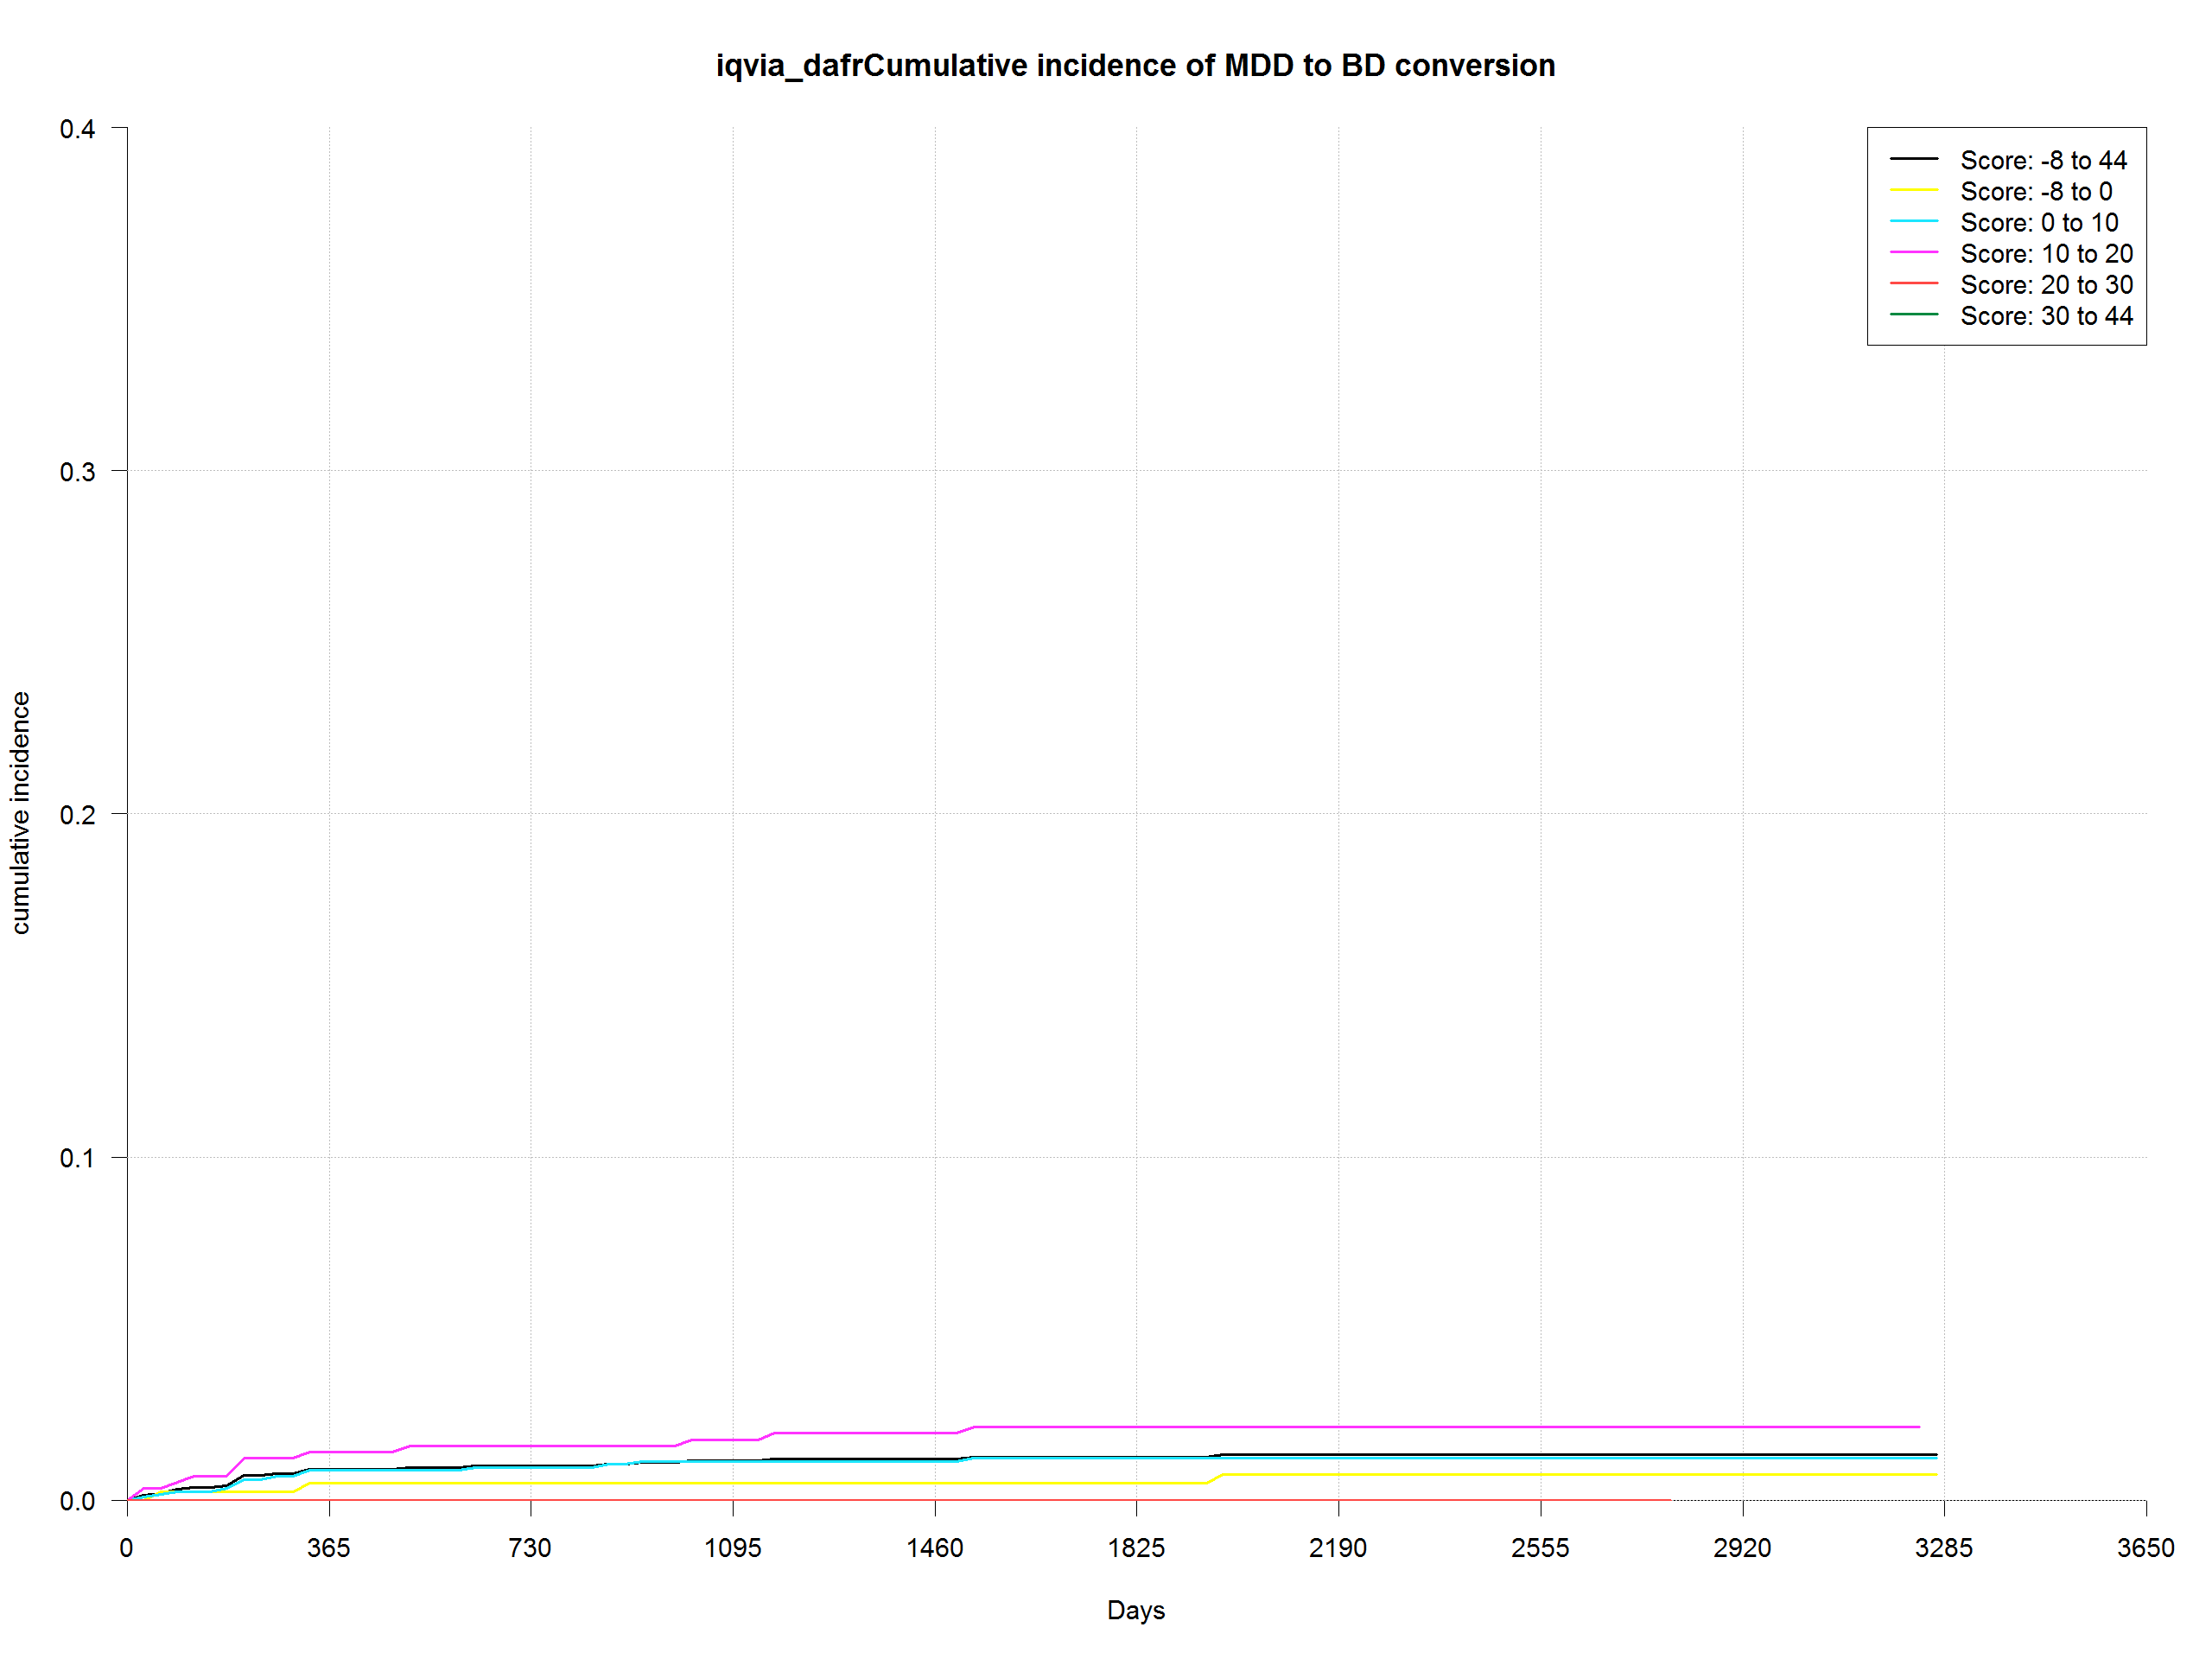 iqvia_dafrCumulative incidence of MDD to BD conversion
0.4
0.3
0.2
0.1
0.0
cumulative incidence
Score: -8 to 44
Score: -8 to 0
Score: 0 to 10
Score: 10 to 20
Score: 20 to 30
Score: 30 to 44
0 365 730 1095 1460 1825 2190 2555 2920 3285 3650
Days